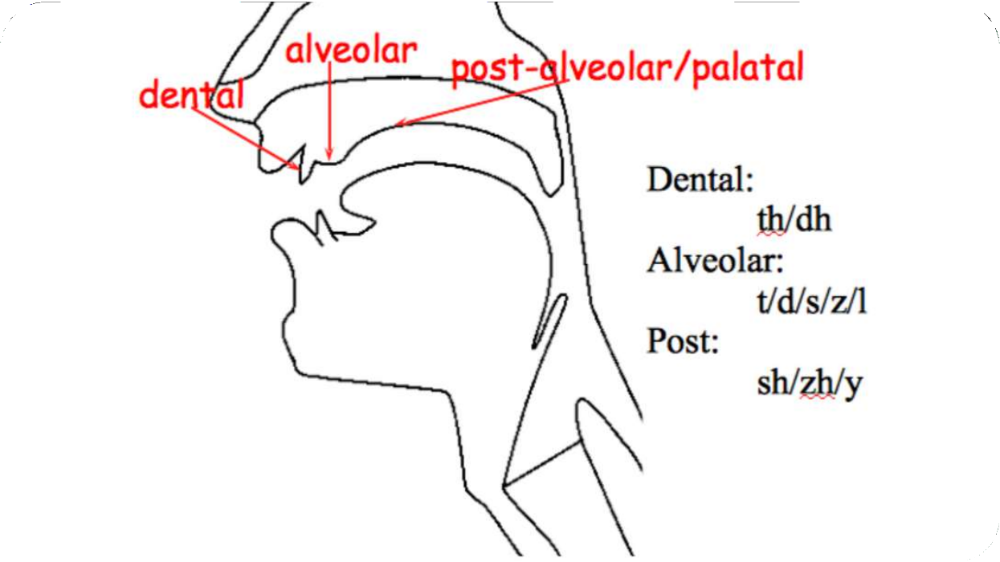 alveolar
post-alveolar/palatal
dental
Dental:
th/dh
Alveolar:
t/d/s/z/l
Post:
sh/zh/y